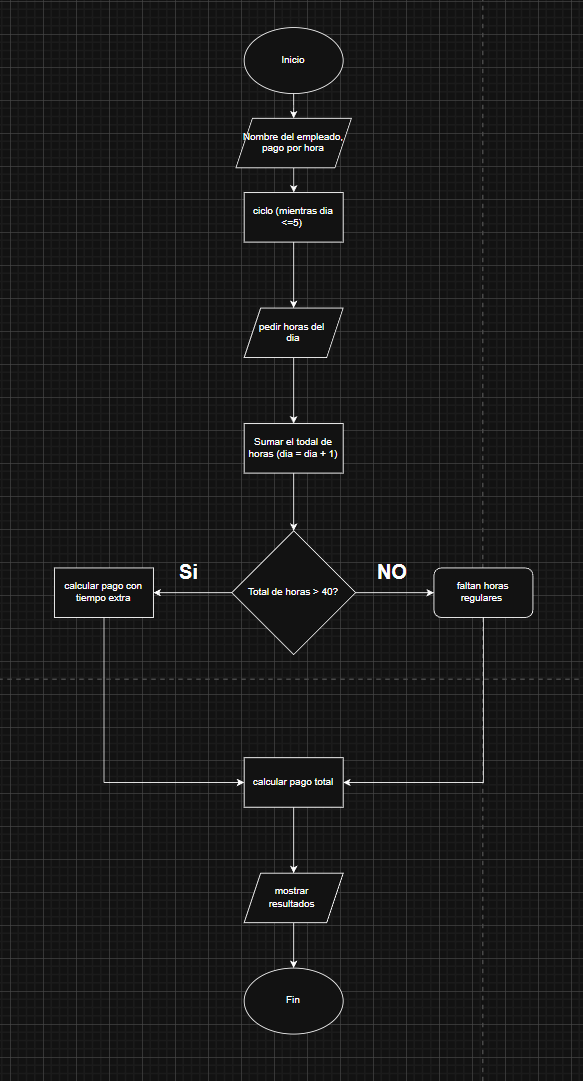 Inicio
Nombre del empleado.
pago por hora
ciclo (mientras dia
<=5)
pedir horas del
dia
Sumar el todal de
horas (dia = dia + 1)
Total de horas > 40?
Si
NO
calcular pago con
tiempo extra
faltan horas
regulares
calcular pago total
mostrar
resultados
Fin